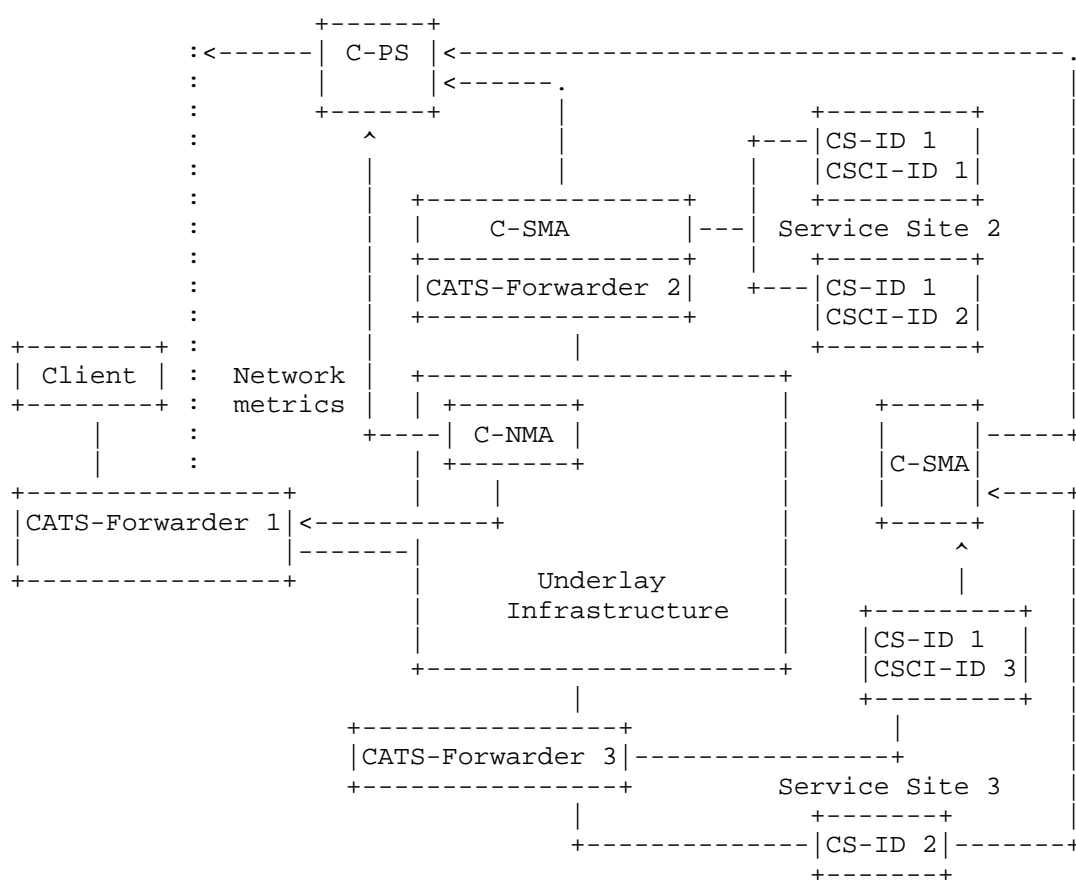 C-PS
CS-ID 1
CSCI-ID 1
C-SMA
Service Site 2
CATS-Forwarder 2
CS-ID 1
CSCI-ID 2
Client
Network
metrics
C-NMA
C-SMA
CATS-Forwarder 1
Underlay
Infrastructure
CS-ID 1
CSCI-ID 3
CATS-Forwarder 3
Service Site 3
CS-ID 2